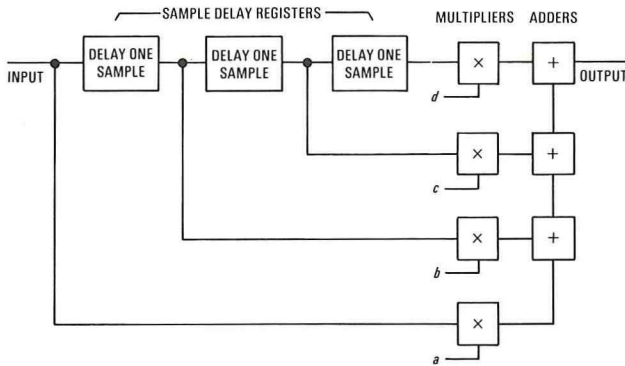 SAMPLE DELAY REGISTERS
MULTIPLIERS
ADDERS
DELAY ONE
SAMPLE
DELAY ONE
SAMPLE
DELAY ONE
SAMPLE
INPUT
×
+
OUTPUT
d
×
+
c
×
+
b
×
a